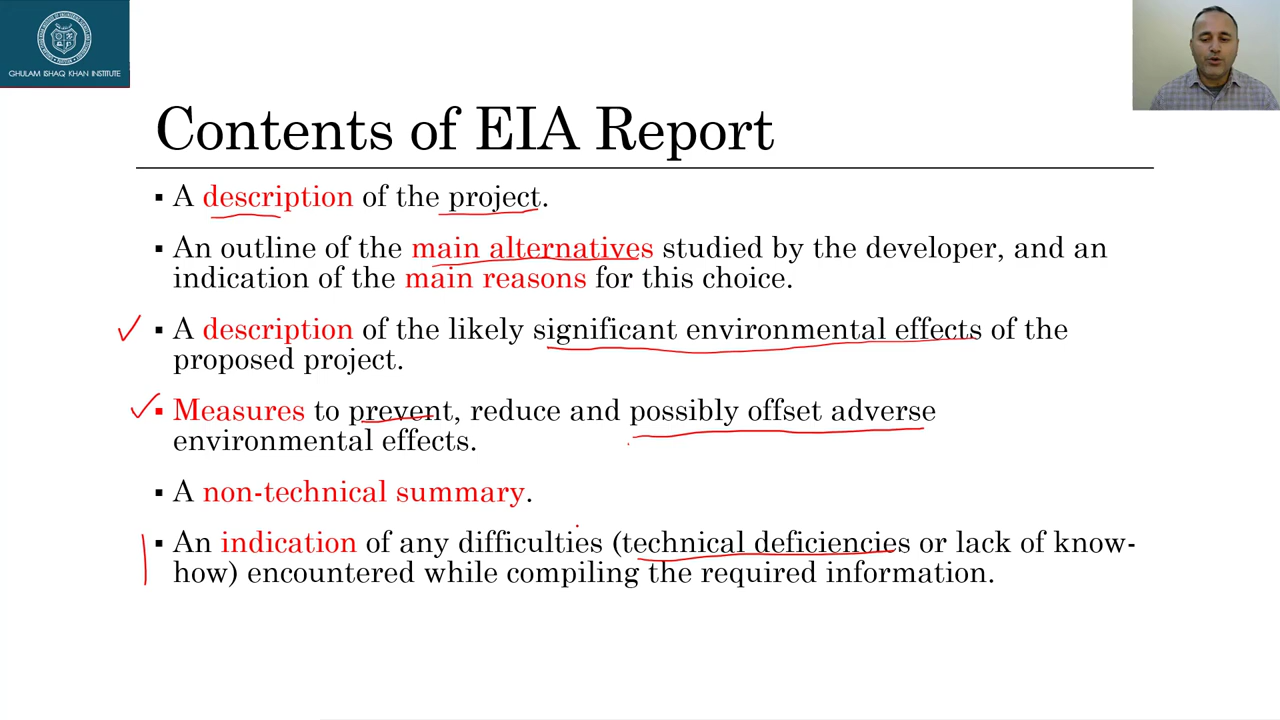 GHULAM ISHAQ KHAN INSTITUTE
Contents of EIA Report
▪ A description of the project.
▪ An outline of the main alternatives studied by the developer, and an
indication of the main reasons for this choice.
▪ A description of the likely significant environmental effects of the
proposed project.
▪ Measures to prevent, reduce and possibly offset adverse
environmental effects.
▪ A non-technical summary.
▪ An indication of any difficulties (technical deficiencies or lack of know-
how) encountered while compiling the required information.